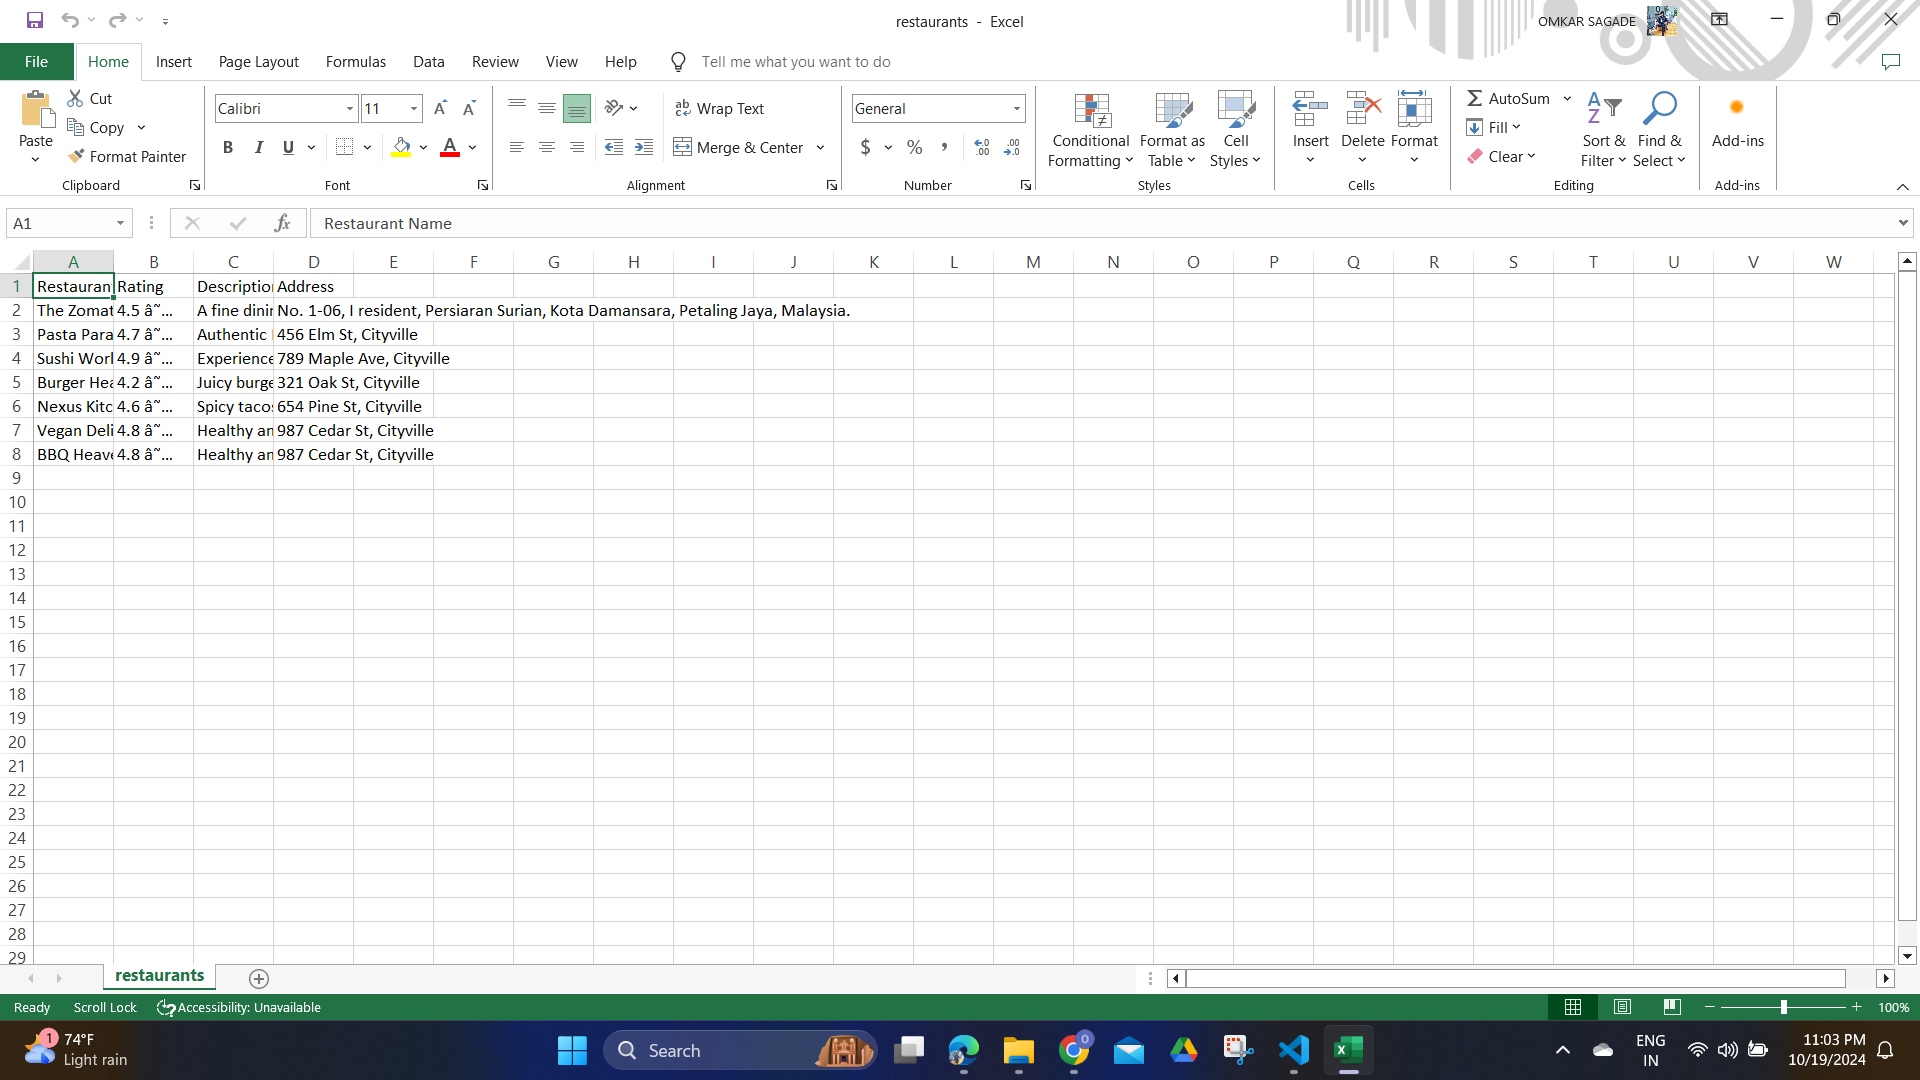 restaurants - Excel
OMKAR SAGADE
File Home Insert Page Layout Formulas Data Review View Help Tell me what you want to do
Paste
Cut
Copy
Format Painter
Clipboard
Calibri 11
B I U A
Font
Wrap Text
Merge & Center
Alignment
General
$ % ,
Number
Conditional Formatting
Format as Table
Cell Styles
Styles
Insert
Delete
Format
Cells
AutoSum
Fill
Clear
Sort & Filter
Find & Select
Editing
Add-ins
Add-ins
A1 fx Restaurant Name
A B C D E F G H I J K L M N O P Q R S T U V W
1 Restauran Rating Description Address
2 The Zomat 4.5 â˜… A fine dinin No. 1-06, I resident, Persiaran Surian, Kota Damansara, Petaling Jaya, Malaysia.
3 Pasta Para 4.7 â˜… Authentic 456 Elm St, Cityville
4 Sushi Worl 4.9 â˜… Experience 789 Maple Ave, Cityville
5 Burger Hea 4.2 â˜… Juicy burge 321 Oak St, Cityville
6 Nexus Kitc 4.6 â˜… Spicy tacos 654 Pine St, Cityville
7 Vegan Deli 4.8 â˜… Healthy an 987 Cedar St, Cityville
8 BBQ Heave 4.8 â˜… Healthy an 987 Cedar St, Cityville
9
10
11
12
13
14
15
16
17
18
19
20
21
22
23
24
25
26
27
28
29
restaurants
Ready Scroll Lock Accessibility: Unavailable 100%
1 74°F
Light rain
Search
0
ENG
IN
11:03 PM
10/19/2024